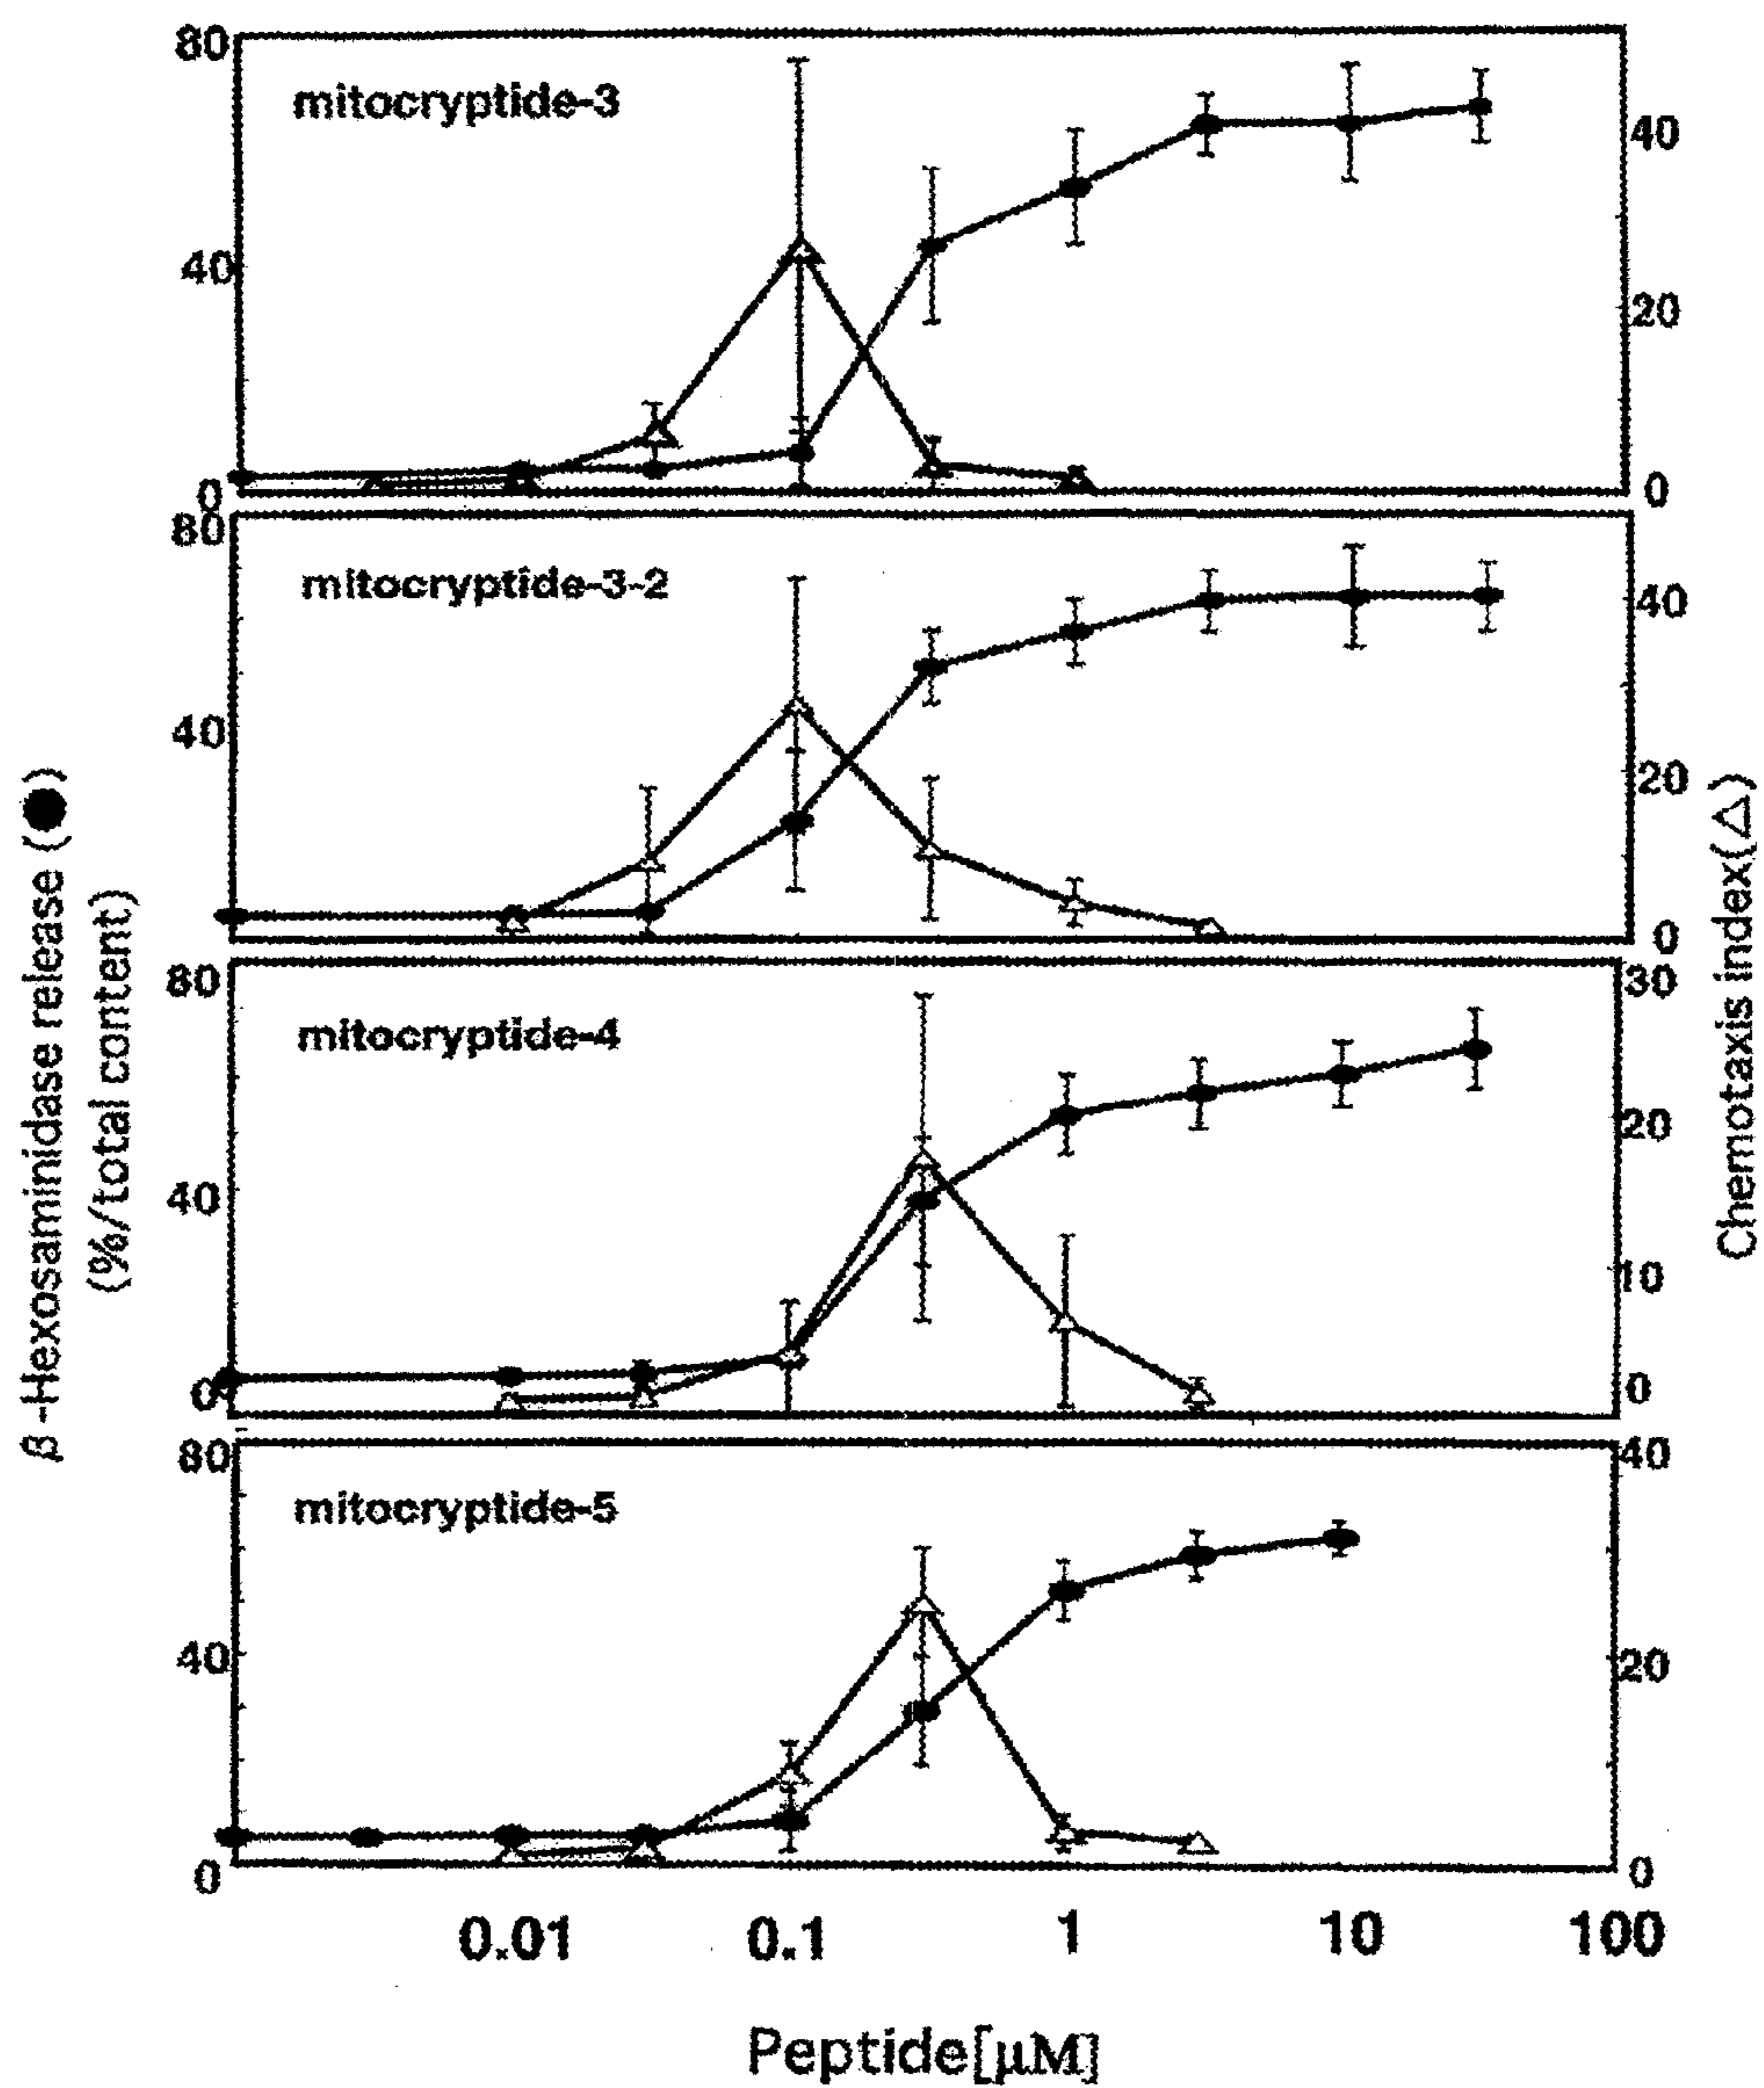 80
mitocryptide-3
40
40
20
0
0
80
mitocryptide-3-2
40
40
20
0
80
30
mitocryptide-4
20
40
10
0
0
80
40
mitocryptide-5
40
20
0
0
0.01 0.1 1 10 100
Peptide[μM]
β-Hexosaminidase release (●)
(%/total content)
Chemotaxis index(△)